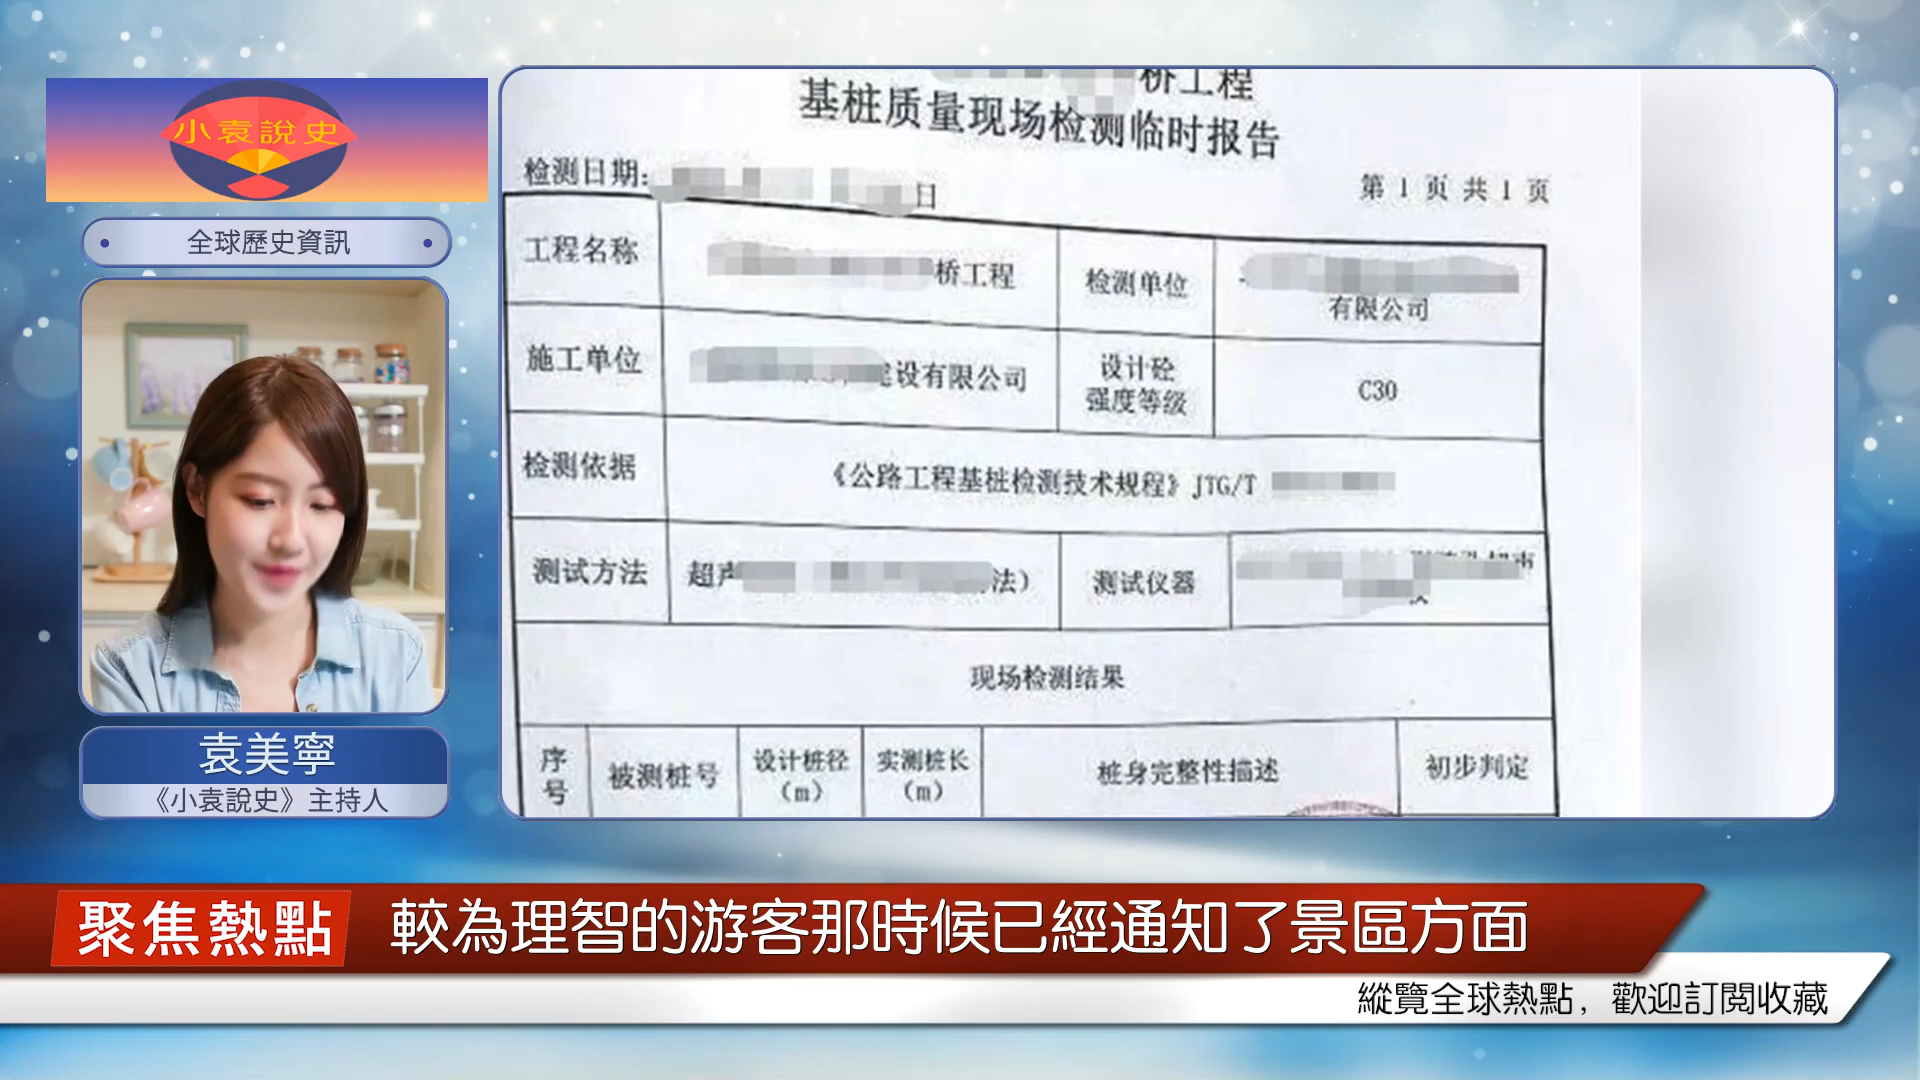 小袁說史
全球歷史資訊
袁美寧
《小袁說史》主持人
桥工程
基桩质量现场检测临时报告
检测日期:
日
第 1 页 共 1 页
工程名称
桥工程
检测单位
有限公司
施工单位
建设有限公司
设计砼
强度等级
C30
检测依据
《公路工程基桩检测技术规程》JTG/T
测试方法
超声
法)
测试仪器
现场检测结果
序
号
被测桩号
设计桩径
(m)
实测桩长
(m)
桩身完整性描述
初步判定
聚焦熱點
較為理智的游客那時候已經通知了景區方面
縱覽全球熱點,歡迎訂閱收藏